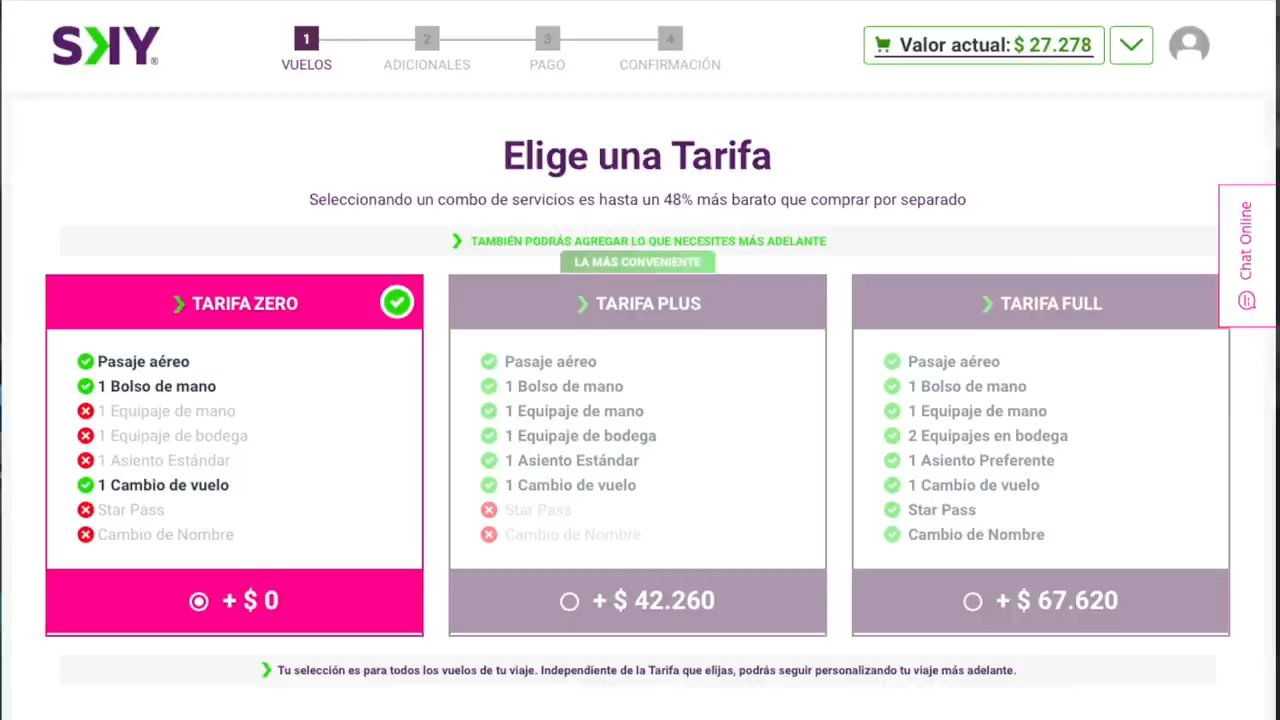 SKY®
1 2 3 4
VUELOS ADICIONALES PAGO CONFIRMACIÓN
Valor actual: $ 27.278
Elige una Tarifa
Seleccionando un combo de servicios es hasta un 48% más barato que comprar por separado
TAMBIÉN PODRÁS AGREGAR LO QUE NECESITES MÁS ADELANTE
Chat Online
TARIFA ZERO
Pasaje aéreo
1 Bolso de mano
1 Equipaje de mano
1 Equipaje de bodega
1 Asiento Estándar
1 Cambio de vuelo
Star Pass
Cambio de Nombre
+ $ 0
LA MÁS CONVENIENTE
TARIFA PLUS
Pasaje aéreo
1 Bolso de mano
1 Equipaje de mano
1 Equipaje de bodega
1 Asiento Estándar
1 Cambio de vuelo
Star Pass
Cambio de Nombre
+ $ 42.260
TARIFA FULL
Pasaje aéreo
1 Bolso de mano
1 Equipaje de mano
2 Equipajes en bodega
1 Asiento Preferente
1 Cambio de vuelo
Star Pass
Cambio de Nombre
+ $ 67.620
Tu selección es para todos los vuelos de tu viaje. Independiente de la Tarifa que elijas, podrás seguir personalizando tu viaje más adelante.